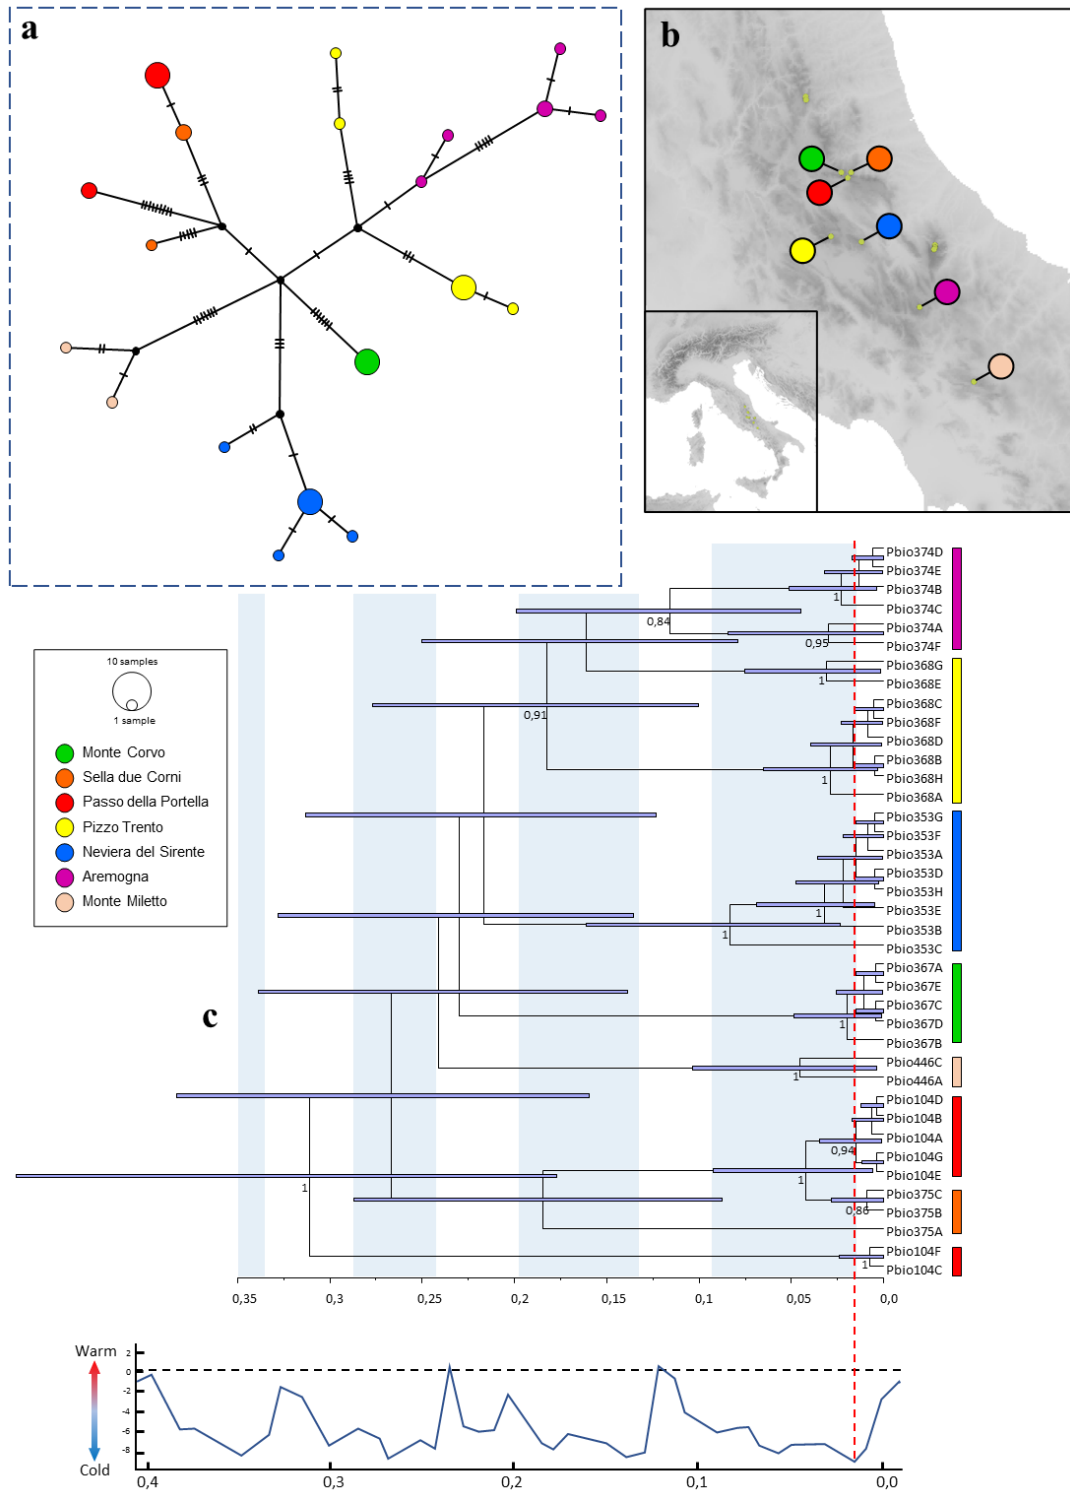 a
b
10 samples
1 sample
Monte Corvo
Sella due Corni
Passo della Portella
Pizzo Trento
Neviera del Sirente
Aremogna
Monte Miletto
c
Pbio374D
Pbio374E
Pbio374B
1
Pbio374C
0,84
Pbio374A
0,95
Pbio374F
Pbio368G
1
Pbio368E
Pbio368C
0,91
Pbio368F
Pbio368D
Pbio368B
1
Pbio368H
Pbio368A
Pbio353G
Pbio353F
Pbio353A
Pbio353D
Pbio353H
1
Pbio353E
1
Pbio353B
Pbio353C
Pbio367A
Pbio367E
Pbio367C
1
Pbio367D
Pbio367B
Pbio446C
1
Pbio446A
Pbio104D
Pbio104B
Pbio104A
0,94
Pbio104G
1
Pbio104E
1
Pbio375C
0,86
Pbio375B
Pbio375A
Pbio104F
1
Pbio104C
0,35 0,3 0,25 0,2 0,15 0,1 0,05 0,0
Warm
Cold
2
0
-2
-4
-6
-8
0,4 0,3 0,2 0,1 0,0